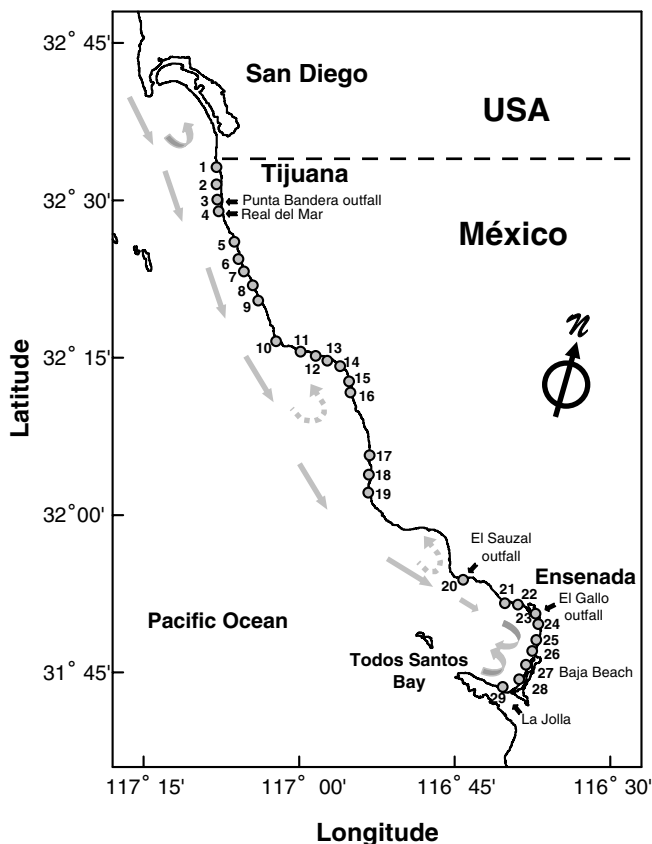 32° 45'
San Diego
USA
1
Tijuana
2
32° 30'
3
Punta Bandera outfall
4
Real del Mar
México
5
6
7
8
9
N
10
11
13
32° 15'
12
14
15
16
Latitude
17
18
19
32° 00'
El Sauzal
outfall
20
Ensenada
21
22
El Gallo
outfall
23
24
Pacific Ocean
25
26
Todos Santos
Bay
31° 45'
27
Baja Beach
28
29
La Jolla
117° 15'
117° 00'
116° 45'
116° 30'
Longitude